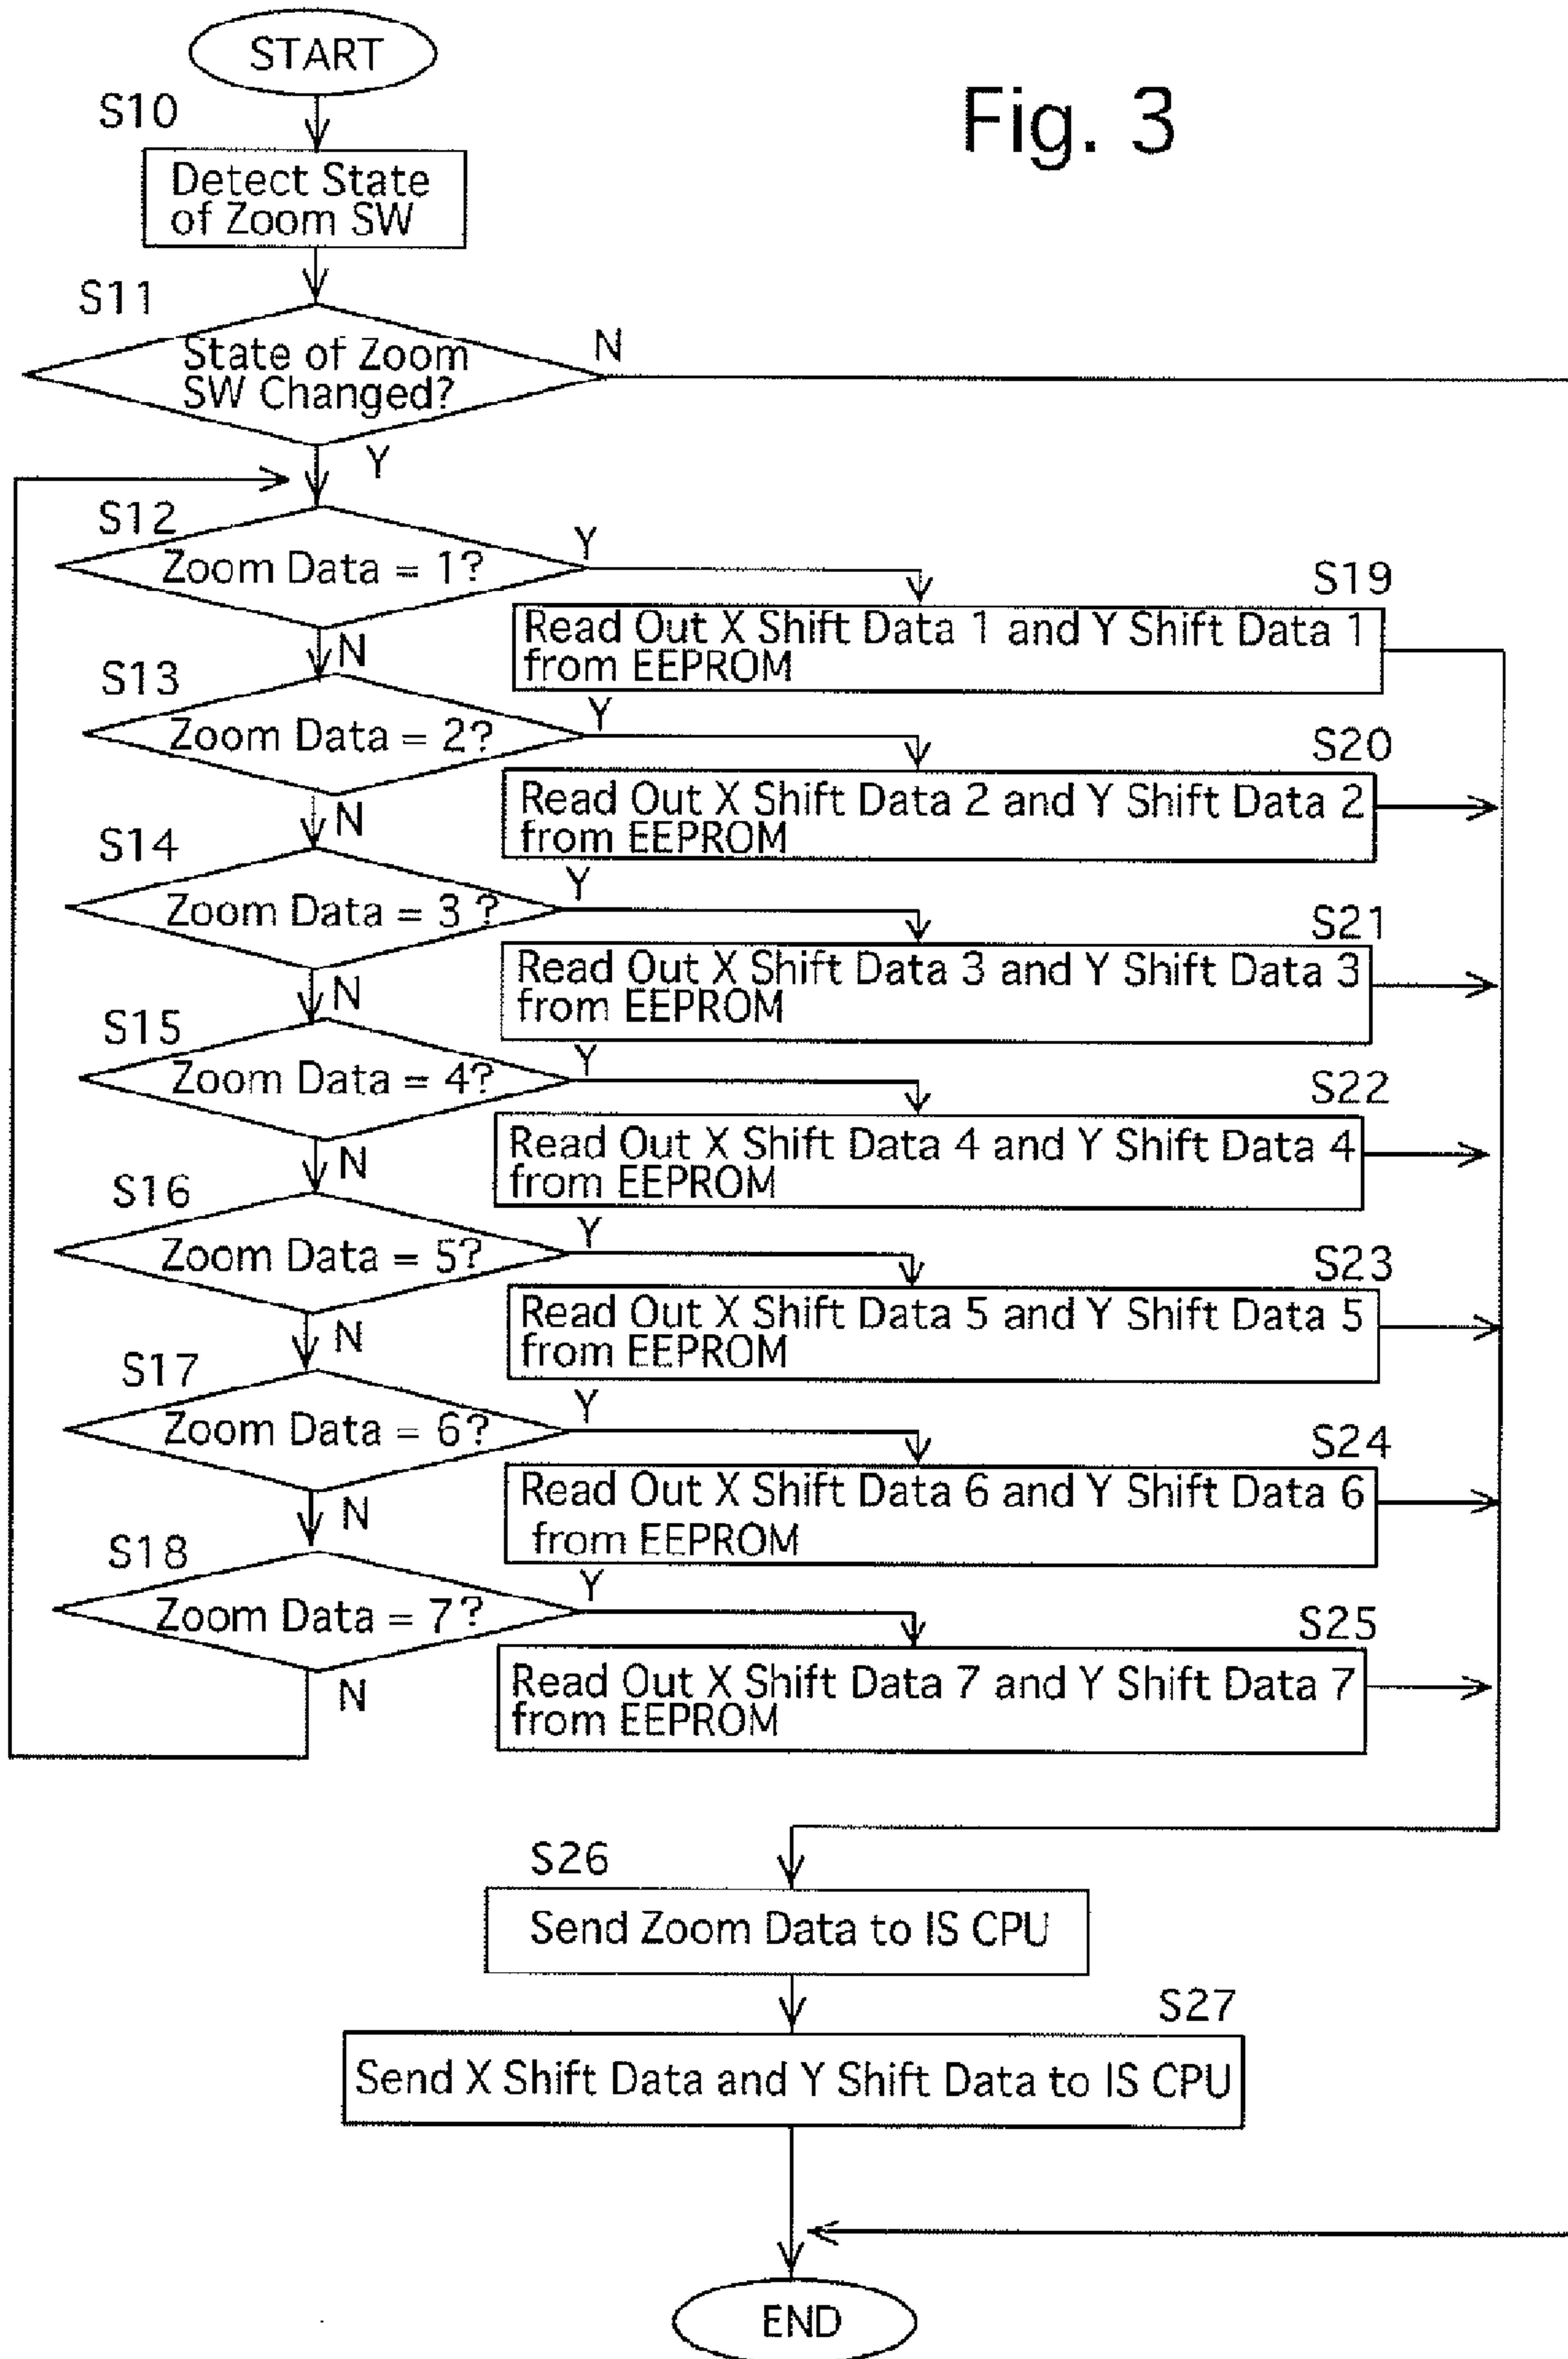 START
Fig. 3
S10
Detect State
of Zoom SW
S11
State of Zoom
SW Changed?
N
Y
S12
Zoom Data = 1?
Y
N
S19
Read Out X Shift Data 1 and Y Shift Data 1
from EEPROM
S13
Zoom Data = 2?
Y
N
S20
Read Out X Shift Data 2 and Y Shift Data 2
from EEPROM
S14
Zoom Data = 3 ?
Y
N
S21
Read Out X Shift Data 3 and Y Shift Data 3
from EEPROM
S15
Zoom Data = 4?
Y
N
S22
Read Out X Shift Data 4 and Y Shift Data 4
from EEPROM
S16
Zoom Data = 5?
Y
N
S23
Read Out X Shift Data 5 and Y Shift Data 5
from EEPROM
S17
Zoom Data = 6?
Y
N
S24
Read Out X Shift Data 6 and Y Shift Data 6
from EEPROM
S18
Zoom Data = 7?
Y
N
S25
Read Out X Shift Data 7 and Y Shift Data 7
from EEPROM
S26
Send Zoom Data to IS CPU
S27
Send X Shift Data and Y Shift Data to IS CPU
END